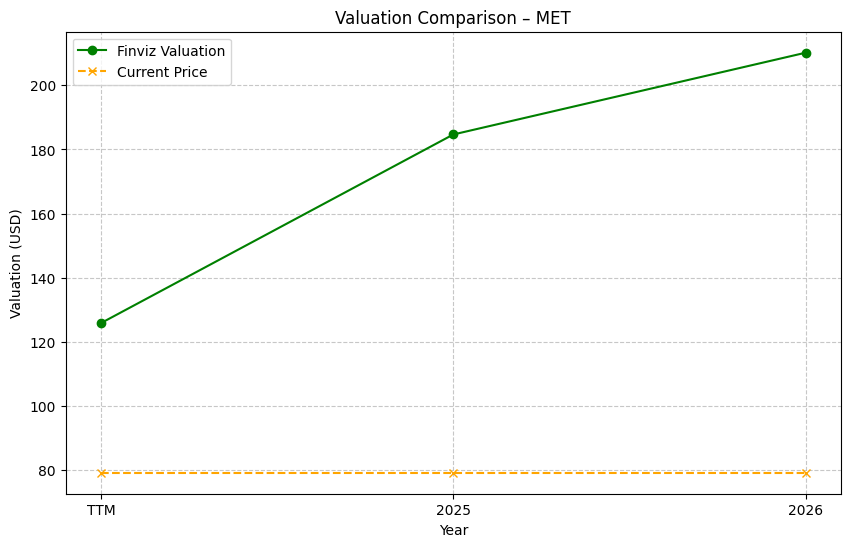 Valuation Comparison – MET
Finviz Valuation
Current Price
Valuation (USD)
200
180
160
140
120
100
80
TTM
2025
2026
Year